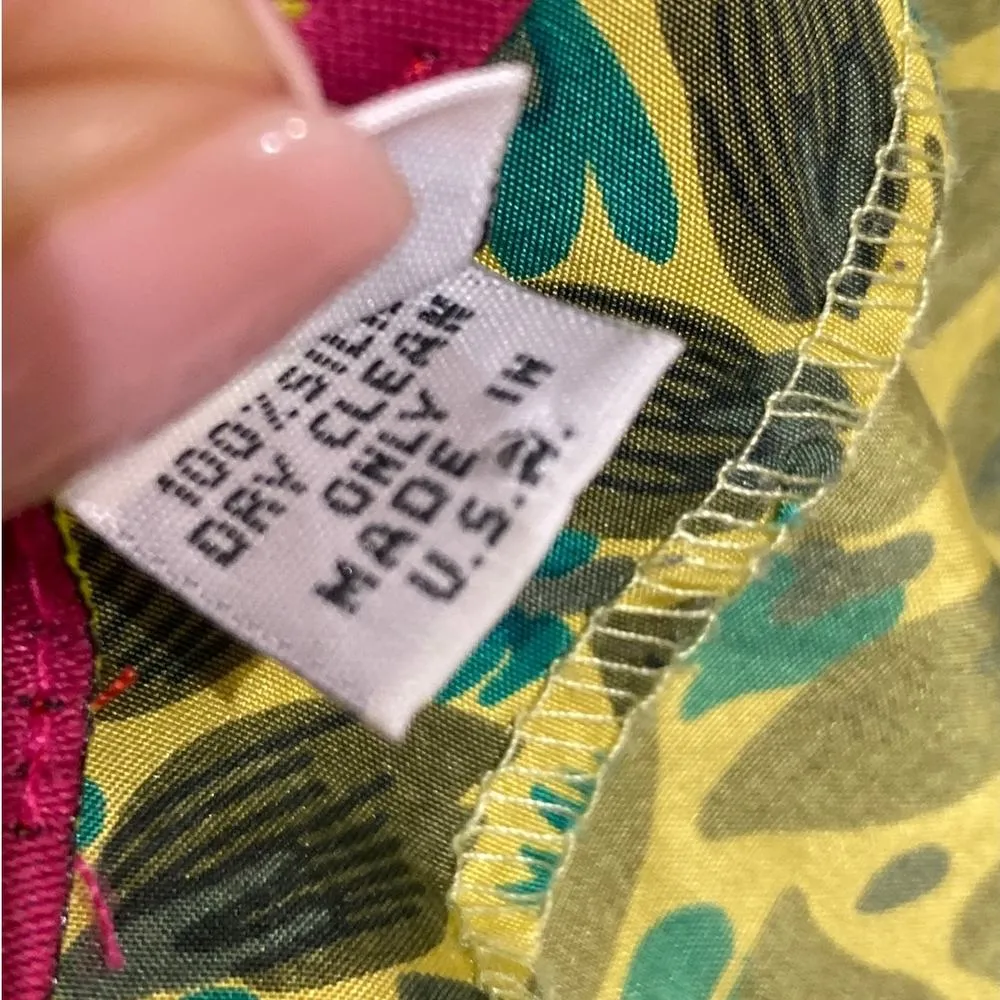 100% SILK
DRY CLEAN
ONLY
MADE IN
U.S.A.